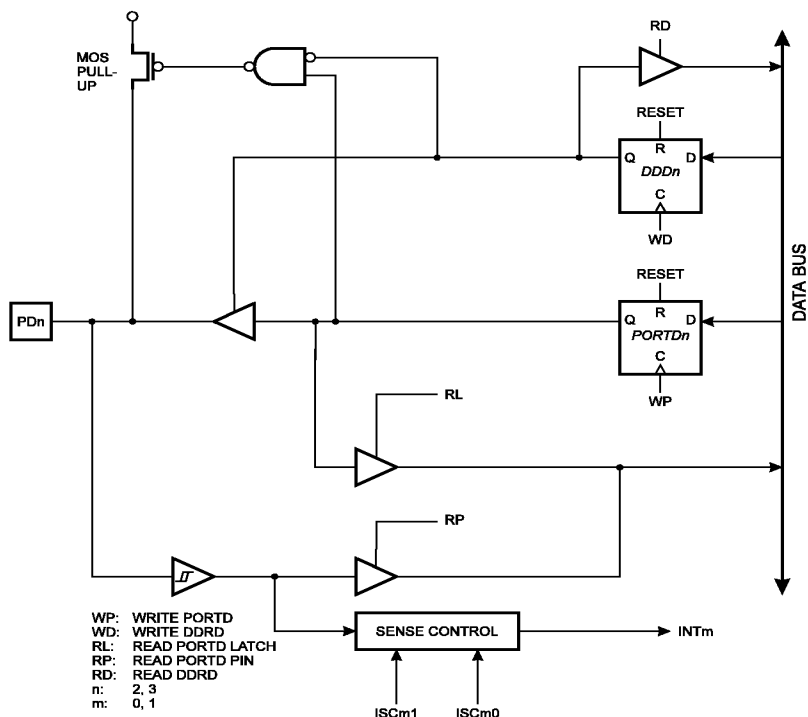 RD
MOS
PULL-
UP
RESET
R
Q
D
DDDn
C
WD
RESET
PDn
R
Q
D
PORTDn
C
WP
DATA BUS
RL
RP
SENSE CONTROL
INTm
ISCm1
ISCm0
WP: WRITE PORTD
WD: WRITE DDRD
RL: READ PORTD LATCH
RP: READ PORTD PIN
RD: READ DDRD
n: 2, 3
m: 0, 1